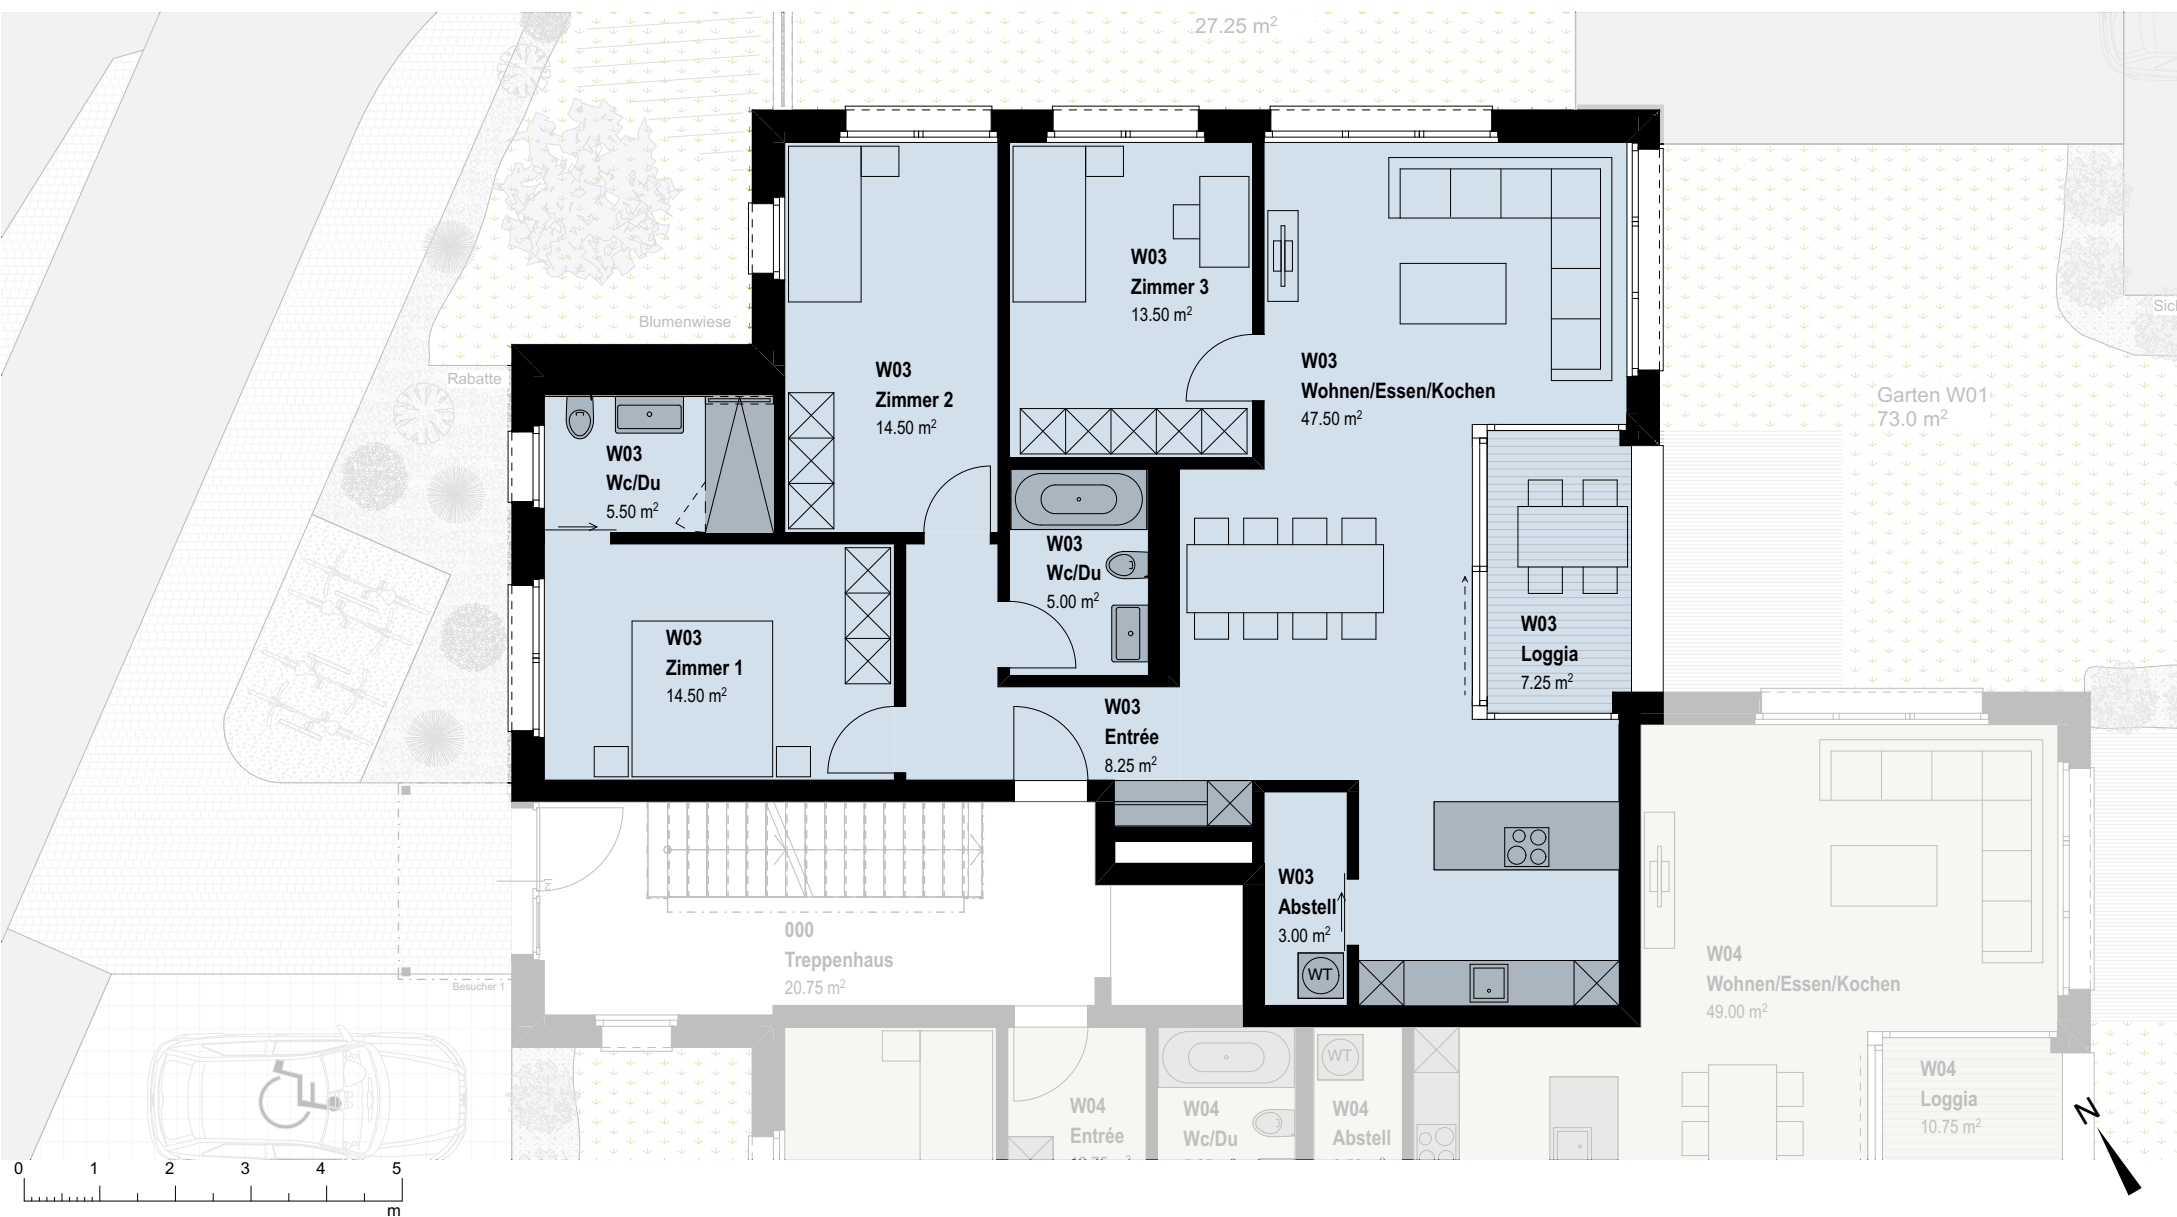 27.25 m²
Blumenwiese
Rabatte
W03
Zimmer 3
13.50 m²
W03
Zimmer 2
14.50 m²
W03
Wohnen/Essen/Kochen
47.50 m²
Garten W01
73.0 m²
W03
Wc/Du
5.50 m²
W03
Wc/Du
5.00 m²
W03
Zimmer 1
14.50 m²
W03
Loggia
7.25 m²
W03
Entrée
8.25 m²
W03
Abstell
3.00 m²
WT
000
Treppenhaus
20.75 m²
Besucher 1
W04
Wohnen/Essen/Kochen
49.00 m²
WT
W04
Entrée
W04
Wc/Du
W04
Abstell
W04
Loggia
10.75 m²
N
0 1 2 3 4 5
m